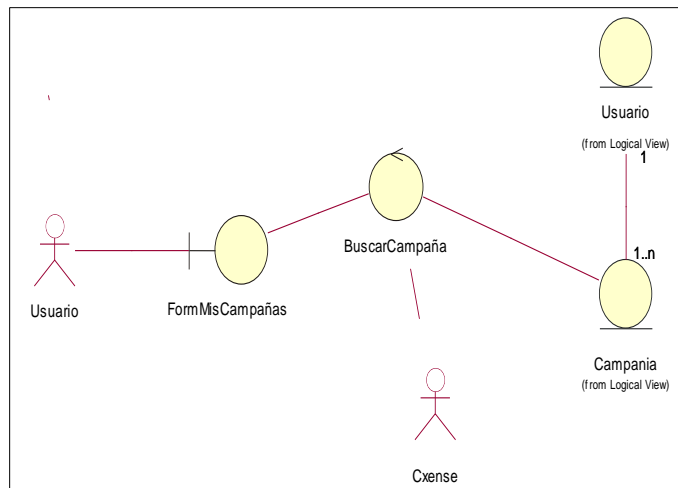 Usuario
(from Logical View)
1
1..n
BuscarCampaña
Usuario
FormMisCampañas
Campania
(from Logical View)
Cxense